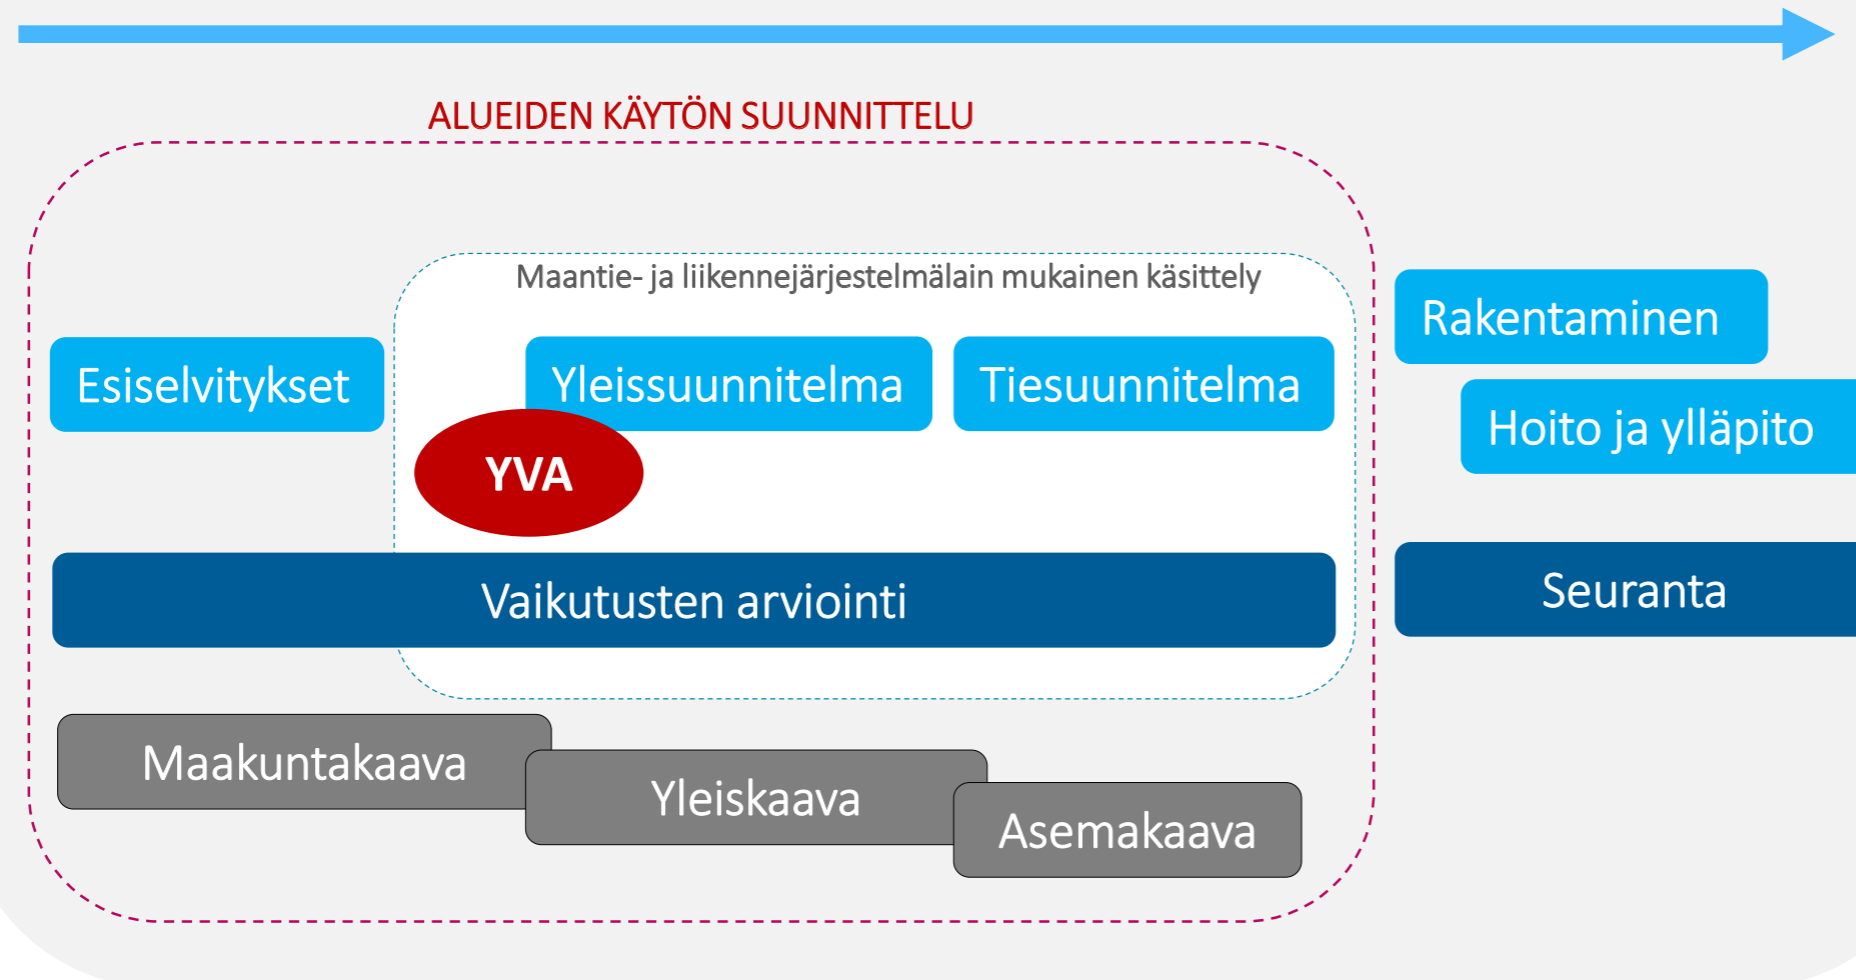 ALUEIDEN KÄYTÖN SUUNNITTELU
Maantie- ja liikennejärjestelmälain mukainen käsittely
Esiselvitykset
Yleissuunnitelma
Tiesuunnitelma
Rakentaminen
Hoito ja ylläpito
YVA
Vaikutusten arviointi
Seuranta
Maakuntakaava
Yleiskaava
Asemakaava